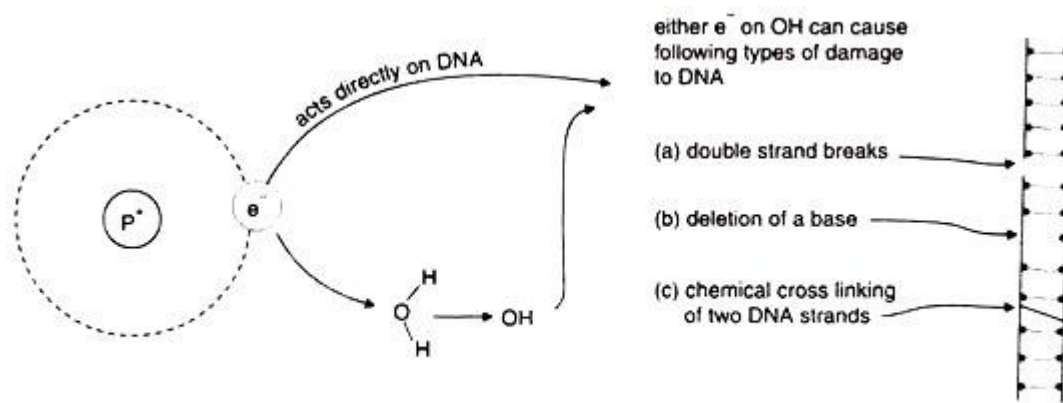 either e⁻ on OH can cause
following types of damage
to DNA
acts directly on DNA
(a) double strand breaks
P⁺
e⁻
(b) deletion of a base
H
O
H
OH
(c) chemical cross linking
of two DNA strands